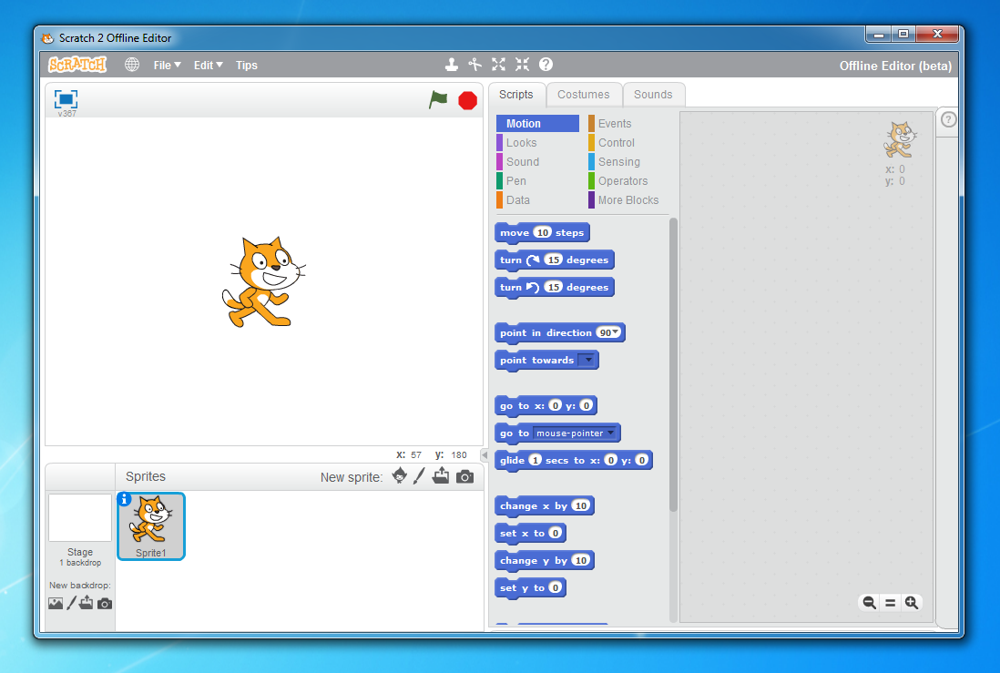 Scratch 2 Offline Editor
SCRATCH File Edit Tips Offline Editor (beta)
v367
Scripts Costumes Sounds
Motion Events
Looks Control
Sound Sensing
Pen Operators
Data More Blocks
x: 0
y: 0
move 10 steps
turn 15 degrees
turn 15 degrees
point in direction 90
point towards
go to x: 0 y: 0
go to mouse-pointer
glide 1 secs to x: 0 y: 0
change x by 10
set x to 0
change y by 10
set y to 0
x: 57 y: 180
Sprites New sprite:
Sprite1
Stage
1 backdrop
New backdrop: